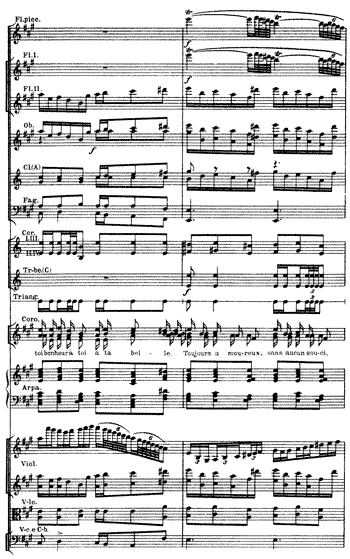 Fl.picc.
Fl.I.
Fl.II.
Ob.
Cl(A)
Fag.
Cor.
I.III.
II.IV.
Tr-be.(C)
Triang.
Coro.
toi bonheur à toi à ta bel - le. Toujours a mou-reux, sans aucun sou-ci,
Arpa.
Viol.
V-le.
V-c.e C-b.